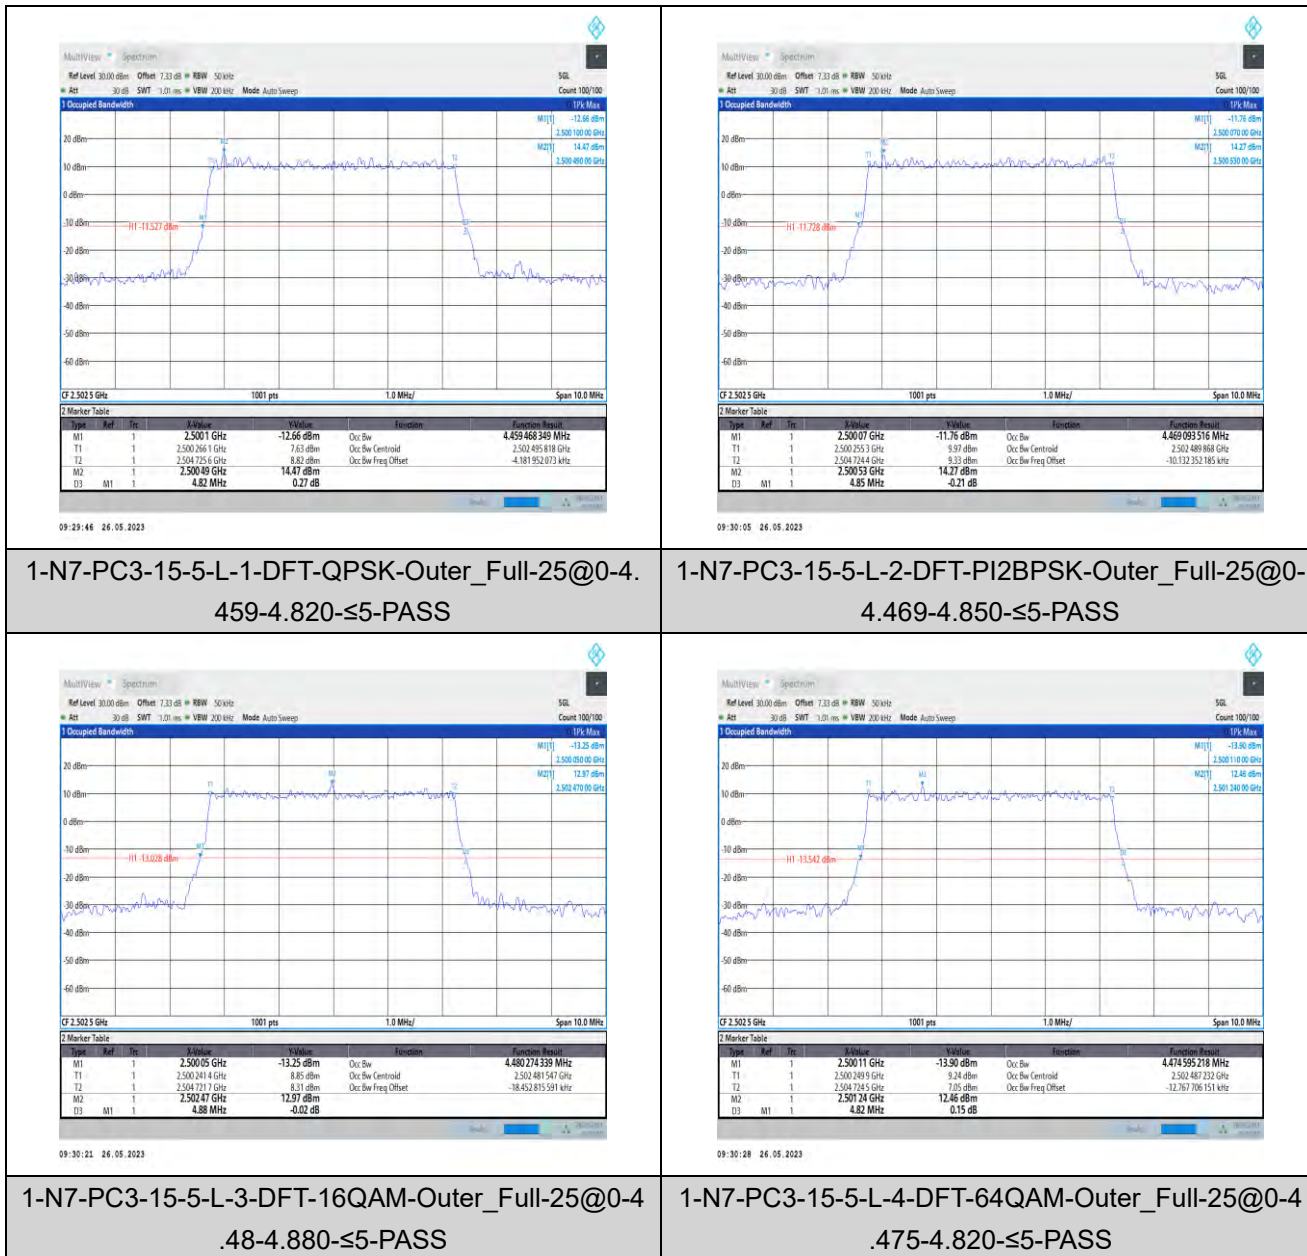 MultiView Spectrum
Ref Level 30.00 dBm Offset 7.33 dB RBW 50 kHz SGL
Att 30 dB SWT 1.01 ms VBW 200 kHz Mode Auto Sweep Count 100/100
1 Occupied Bandwidth 1Pk Max
M1[1] -12.66 dBm
2.500 100 00 GHz
M2[1] 14.47 dBm
2.500 490 00 GHz
20 dBm
10 dBm
0 dBm
-10 dBm
H1 -11.527 dBm
-20 dBm
-30 dBm
-40 dBm
-50 dBm
-60 dBm
CF 2.502 5 GHz 1001 pts 1.0 MHz/ Span 10.0 MHz
2 Marker Table
Type Ref Trc X-Value Y-Value Function Function Result
M1 1 2.5001 GHz -12.66 dBm Occ Bw 4.459 468 349 MHz
T1 1 2.500 266 1 GHz 7.63 dBm Occ Bw Centroid 2.502 495 818 GHz
T2 1 2.504 725 6 GHz 8.82 dBm Occ Bw Freq Offset -4.181 952 073 kHz
M2 1 2.50049 GHz 14.47 dBm
D3 M1 1 4.82 MHz 0.27 dB
09:29:46 26.05.2023
1-N7-PC3-15-5-L-1-DFT-QPSK-Outer_Full-25@0-4.
459-4.820-≤5-PASS
MultiView Spectrum
Ref Level 30.00 dBm Offset 7.33 dB RBW 50 kHz SGL
Att 30 dB SWT 1.01 ms VBW 200 kHz Mode Auto Sweep Count 100/100
1 Occupied Bandwidth 1Pk Max
M1[1] -11.76 dBm
2.500 070 00 GHz
M2[1] 14.27 dBm
2.500 530 00 GHz
20 dBm
10 dBm
0 dBm
-10 dBm
H1 -11.728 dBm
-20 dBm
-30 dBm
-40 dBm
-50 dBm
-60 dBm
CF 2.502 5 GHz 1001 pts 1.0 MHz/ Span 10.0 MHz
2 Marker Table
Type Ref Trc X-Value Y-Value Function Function Result
M1 1 2.50007 GHz -11.76 dBm Occ Bw 4.469 093 516 MHz
T1 1 2.500 255 3 GHz 9.97 dBm Occ Bw Centroid 2.502 489 868 GHz
T2 1 2.504 724 4 GHz 9.33 dBm Occ Bw Freq Offset -10.132 352 185 kHz
M2 1 2.50053 GHz 14.27 dBm
D3 M1 1 4.85 MHz -0.21 dB
09:30:05 26.05.2023
1-N7-PC3-15-5-L-2-DFT-PI2BPSK-Outer_Full-25@0-
4.469-4.850-≤5-PASS
MultiView Spectrum
Ref Level 30.00 dBm Offset 7.33 dB RBW 50 kHz SGL
Att 30 dB SWT 1.01 ms VBW 200 kHz Mode Auto Sweep Count 100/100
1 Occupied Bandwidth 1Pk Max
M1[1] -13.25 dBm
2.500 050 00 GHz
M2[1] 12.97 dBm
2.502 470 00 GHz
20 dBm
10 dBm
0 dBm
-10 dBm
H1 -13.028 dBm
-20 dBm
-30 dBm
-40 dBm
-50 dBm
-60 dBm
CF 2.502 5 GHz 1001 pts 1.0 MHz/ Span 10.0 MHz
2 Marker Table
Type Ref Trc X-Value Y-Value Function Function Result
M1 1 2.50005 GHz -13.25 dBm Occ Bw 4.480 274 339 MHz
T1 1 2.500 241 4 GHz 8.85 dBm Occ Bw Centroid 2.502 481 547 GHz
T2 1 2.504 721 7 GHz 8.31 dBm Occ Bw Freq Offset -18.452 815 591 kHz
M2 1 2.50247 GHz 12.97 dBm
D3 M1 1 4.88 MHz -0.02 dB
09:30:21 26.05.2023
1-N7-PC3-15-5-L-3-DFT-16QAM-Outer_Full-25@0-4
.48-4.880-≤5-PASS
MultiView Spectrum
Ref Level 30.00 dBm Offset 7.33 dB RBW 50 kHz SGL
Att 30 dB SWT 1.01 ms VBW 200 kHz Mode Auto Sweep Count 100/100
1 Occupied Bandwidth 1Pk Max
M1[1] -13.90 dBm
2.500 110 00 GHz
M2[1] 12.46 dBm
2.501 240 00 GHz
20 dBm
10 dBm
0 dBm
-10 dBm
H1 -13.542 dBm
-20 dBm
-30 dBm
-40 dBm
-50 dBm
-60 dBm
CF 2.502 5 GHz 1001 pts 1.0 MHz/ Span 10.0 MHz
2 Marker Table
Type Ref Trc X-Value Y-Value Function Function Result
M1 1 2.50011 GHz -13.90 dBm Occ Bw 4.474 595 218 MHz
T1 1 2.500 249 9 GHz 9.24 dBm Occ Bw Centroid 2.502 487 232 GHz
T2 1 2.504 724 5 GHz 7.05 dBm Occ Bw Freq Offset -12.767 706 151 kHz
M2 1 2.50124 GHz 12.46 dBm
D3 M1 1 4.82 MHz 0.15 dB
09:30:28 26.05.2023
1-N7-PC3-15-5-L-4-DFT-64QAM-Outer_Full-25@0-4
.475-4.820-≤5-PASS